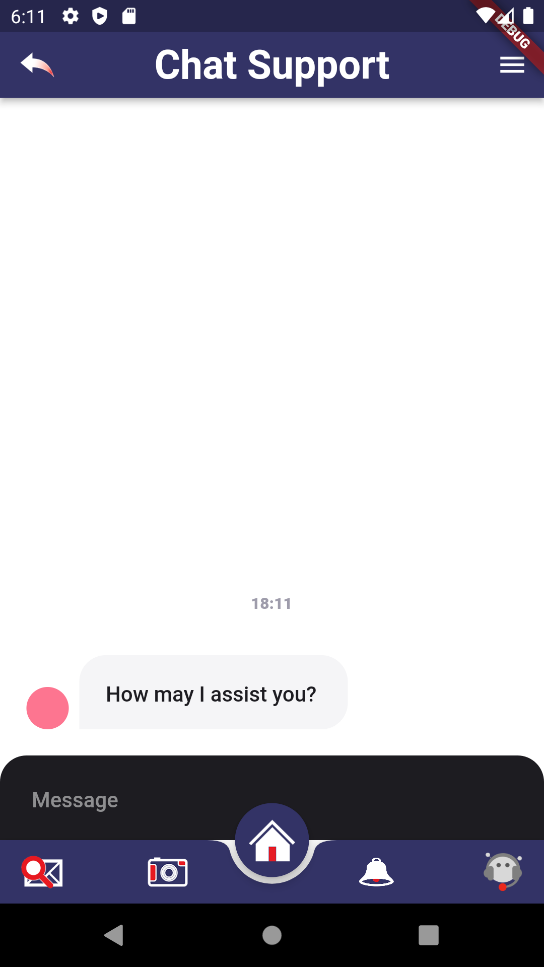 6:11
DEBUG
Chat Support
18:11
How may I assist you?
Message